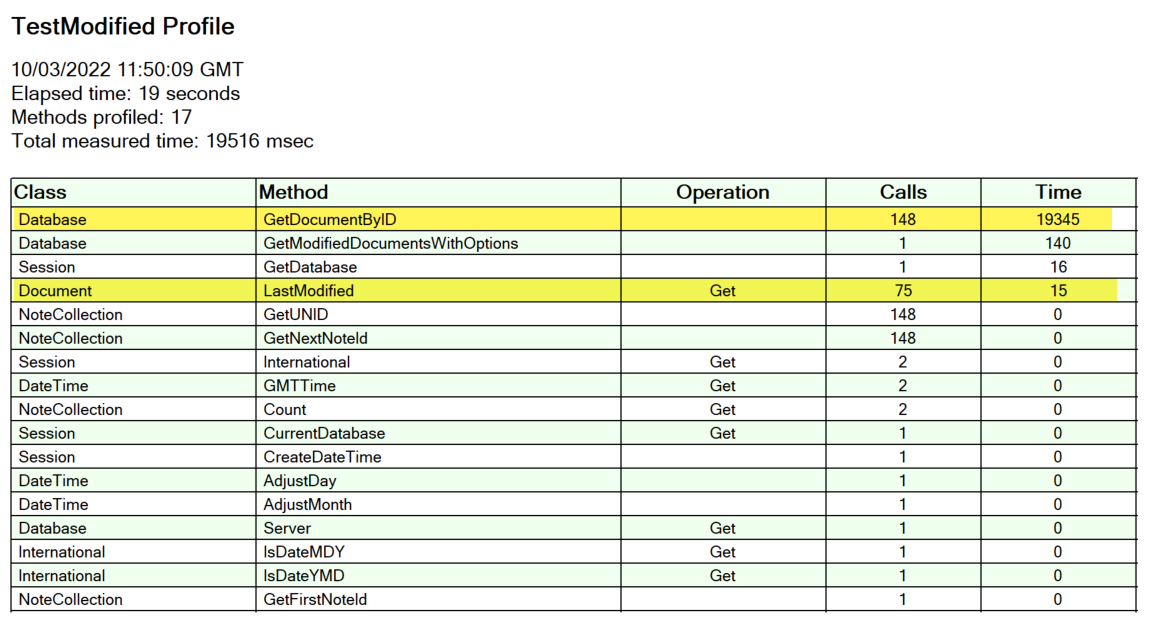 TestModified Profile
10/03/2022 11:50:09 GMT
Elapsed time: 19 seconds
Methods profiled: 17
Total measured time: 19516 msec
Class Method Operation Calls Time
Database GetDocumentByID 148 19345
Database GetModifiedDocumentsWithOptions 1 140
Session GetDatabase 1 16
Document LastModified Get 75 15
NoteCollection GetUNID 148 0
NoteCollection GetNextNoteId 148 0
Session International Get 2 0
DateTime GMTTime Get 2 0
NoteCollection Count Get 2 0
Session CurrentDatabase Get 1 0
Session CreateDateTime 1 0
DateTime AdjustDay 1 0
DateTime AdjustMonth 1 0
Database Server Get 1 0
International IsDateMDY Get 1 0
International IsDateYMD Get 1 0
NoteCollection GetFirstNoteId 1 0